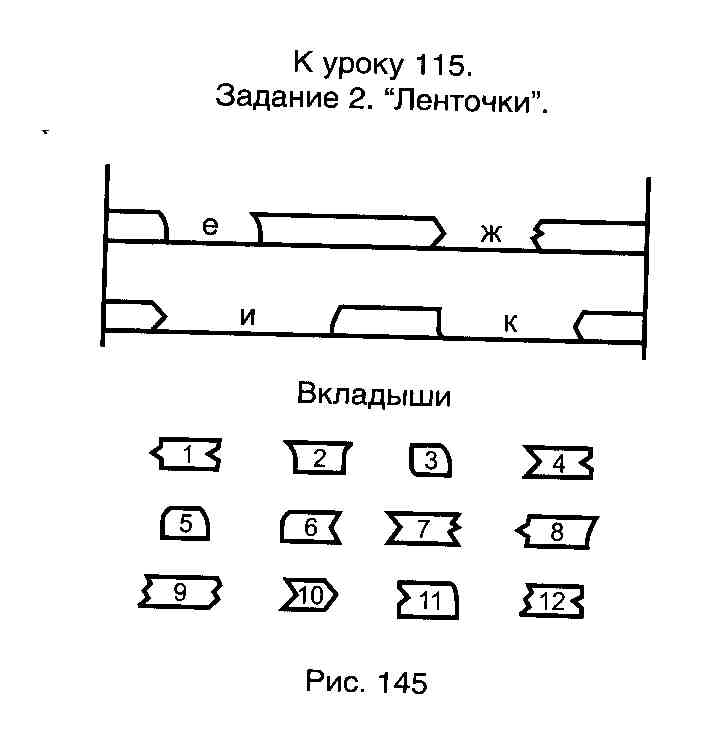 К уроку 115.
Задание 2. “Ленточки”.
е ж
и к
Вкладыши
1 2 3 4
5 6 7 8
9 10 11 12
Рис. 145